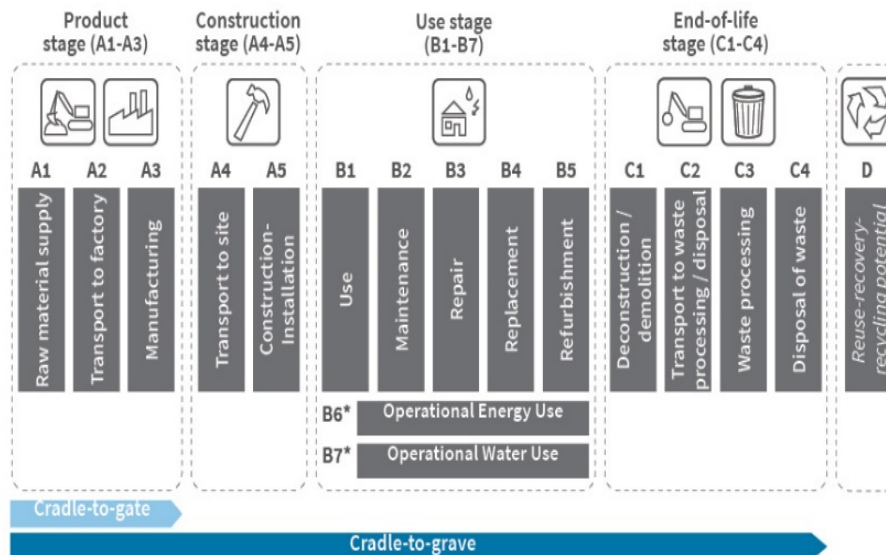 Product
stage (A1-A3)
Construction
stage (A4-A5)
Use stage
(B1-B7)
End-of-life
stage (C1-C4)
A1
A2
A3
A4
A5
B1
B2
B3
B4
B5
C1
C2
C3
C4
D
Raw material supply
Transport to factory
Manufacturing
Transport to site
Construction-
Installation
Use
Maintenance
Repair
Replacement
Refurbishment
Deconstruction /
demolition
Transport to waste
processing / disposal
Waste processing
Disposal of waste
Reuse-recovery-
recycling potential
B6* Operational Energy Use
B7* Operational Water Use
Cradle-to-gate
Cradle-to-grave